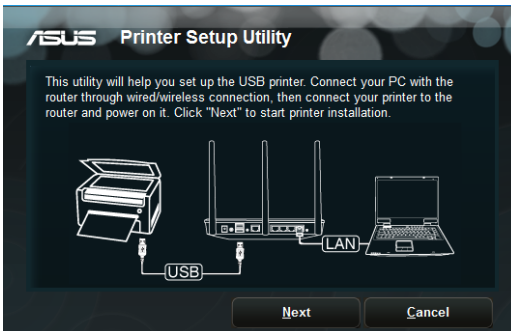 ASUS Printer Setup Utility
This utility will help you set up the USB printer. Connect your PC with the
router through wired/wireless connection, then connect your printer to the
router and power on it. Click "Next" to start printer installation.
LAN
USB
Next Cancel